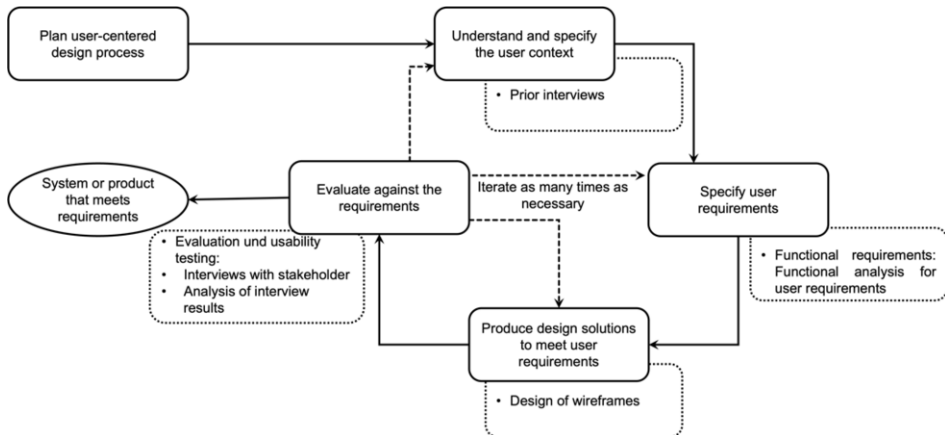 Plan user-centered
design process
Understand and specify
the user context
• Prior interviews
System or product
that meets
requirements
Evaluate against the
requirements
Iterate as many times as
necessary
Specify user
requirements
• Evaluation und usability
testing:
• Interviews with stakeholder
• Analysis of interview
results
• Functional requirements:
Functional analysis for
user requirements
Produce design solutions
to meet user
requirements
• Design of wireframes